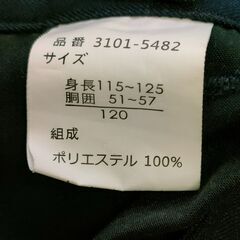 品番 3101-5482
サイズ
身長115~125
胴囲 51~57
120
組成
ポリエステル 100%